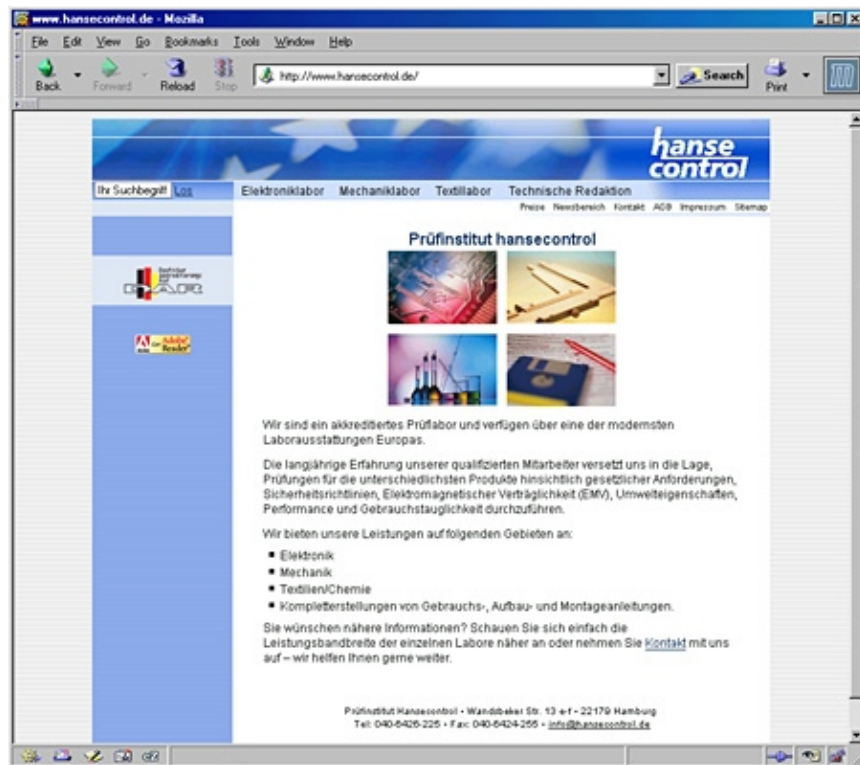 www.hansecontrol.de - Mozilla
File Edit View Go Bookmarks Tools Window Help
Back Forward Reload Stop http://www.hansecontrol.de/ Search Print
hanse
control
Ihr Suchbegriff Los Elektroniklabor Mechaniklabor Textillabor Technische Redaktion
Preise Newsbereich Kontakt AGB Impressum Sitemap
Prüfinstitut hansecontrol
DAR
Adobe
Reader
Wir sind ein akkreditiertes Prüflabor und verfügen über eine der modernsten
Laborausstattungen Europas.
Die langjährige Erfahrung unserer qualifizierten Mitarbeiter versetzt uns in die Lage,
Prüfungen für die unterschiedlichsten Produkte hinsichtlich gesetzlicher Anforderungen,
Sicherheitsrichtlinien, Elektromagnetischer Verträglichkeit (EMV), Umwelteigenschaften,
Performance und Gebrauchstauglichkeit durchzuführen.
Wir bieten unsere Leistungen auf folgenden Gebieten an:
Elektronik
Mechanik
Textilien/Chemie
Kompletterstellungen von Gebrauchs-, Aufbau- und Montageanleitungen.
Sie wünschen nähere Informationen? Schauen Sie sich einfach die
Leistungsbandbreite der einzelnen Labore näher an oder nehmen Sie Kontakt mit uns
auf – wir helfen Ihnen gerne weiter.
Prüfinstitut Hansecontrol • Wandsbeker Str. 13 e-f • 22179 Hamburg
Tel: 040-6426-225 • Fax: 040-6424-255 • info@hansecontrol.de